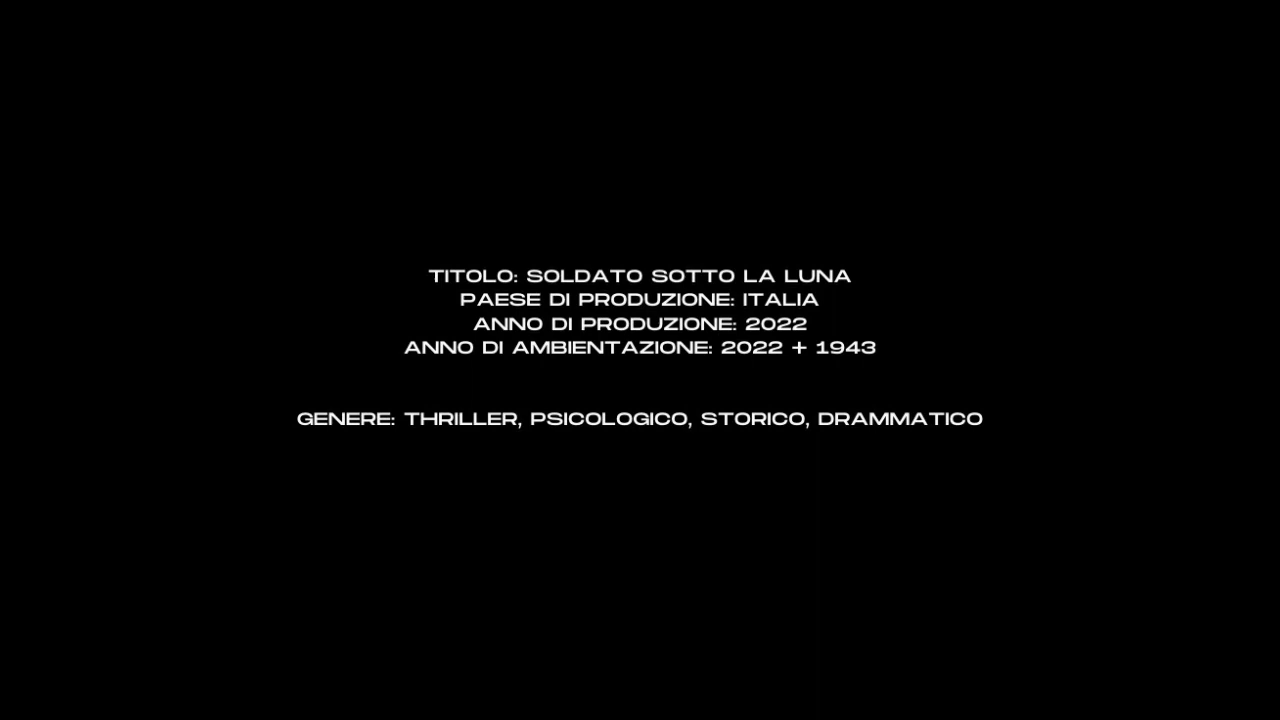 TITOLO: SOLDATO SOTTO LA LUNA
PAESE DI PRODUZIONE: ITALIA
ANNO DI PRODUZIONE: 2022
ANNO DI AMBIENTAZIONE: 2022 + 1943
GENERE: THRILLER, PSICOLOGICO, STORICO, DRAMMATICO